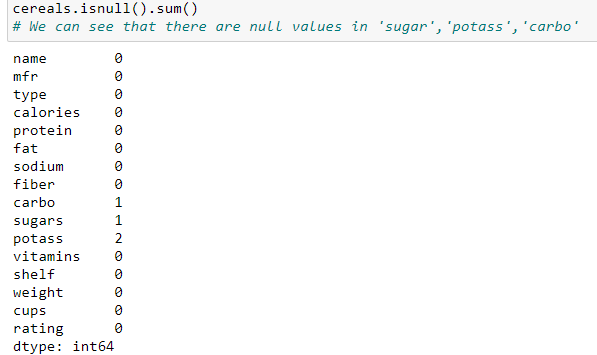 cereals.isnull().sum()
# We can see that there are null values in 'sugar','potass','carbo'
name 0
mfr 0
type 0
calories 0
protein 0
fat 0
sodium 0
fiber 0
carbo 1
sugars 1
potass 2
vitamins 0
shelf 0
weight 0
cups 0
rating 0
dtype: int64